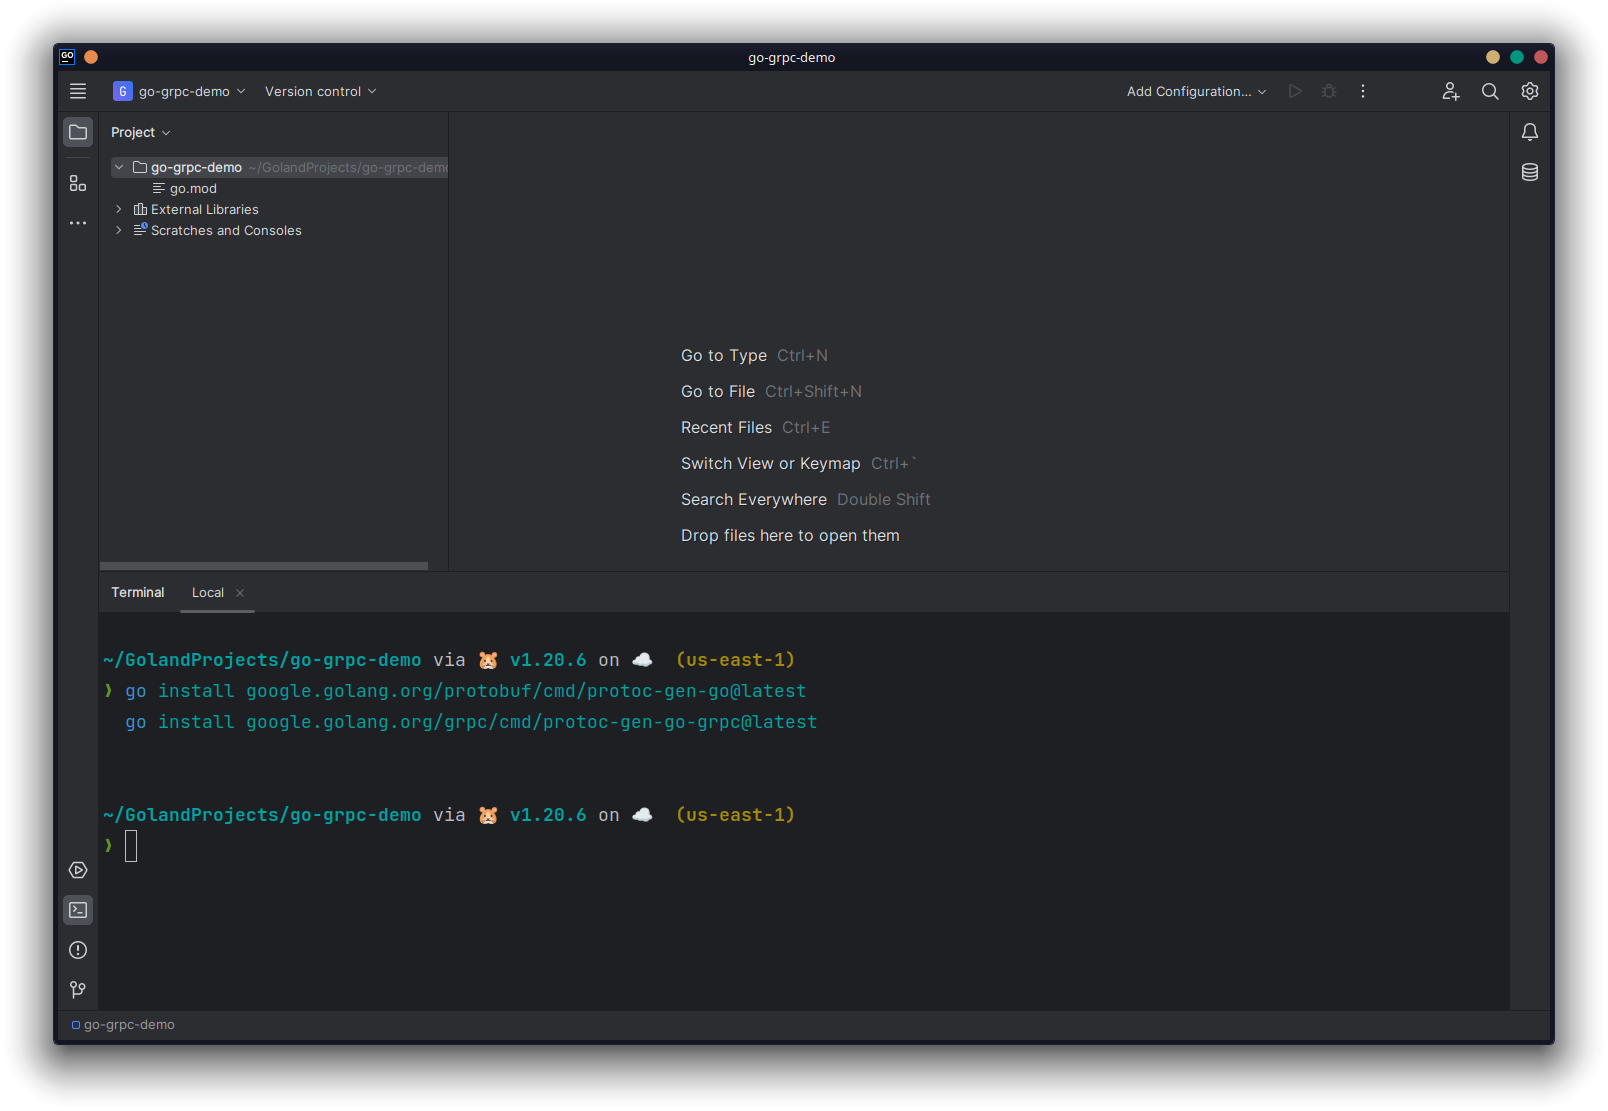 GO
go-grpc-demo
G go-grpc-demo
Version control
Add Configuration...
Project
go-grpc-demo ~/GolandProjects/go-grpc-demo
go.mod
External Libraries
Scratches and Consoles
Go to Type Ctrl+N
Go to File Ctrl+Shift+N
Recent Files Ctrl+E
Switch View or Keymap Ctrl+`
Search Everywhere Double Shift
Drop files here to open them
Terminal
Local
~/GolandProjects/go-grpc-demo via 🐹 v1.20.6 on ☁️ (us-east-1)
❯ go install google.golang.org/protobuf/cmd/protoc-gen-go@latest
go install google.golang.org/grpc/cmd/protoc-gen-go-grpc@latest
~/GolandProjects/go-grpc-demo via 🐹 v1.20.6 on ☁️ (us-east-1)
❯
go-grpc-demo